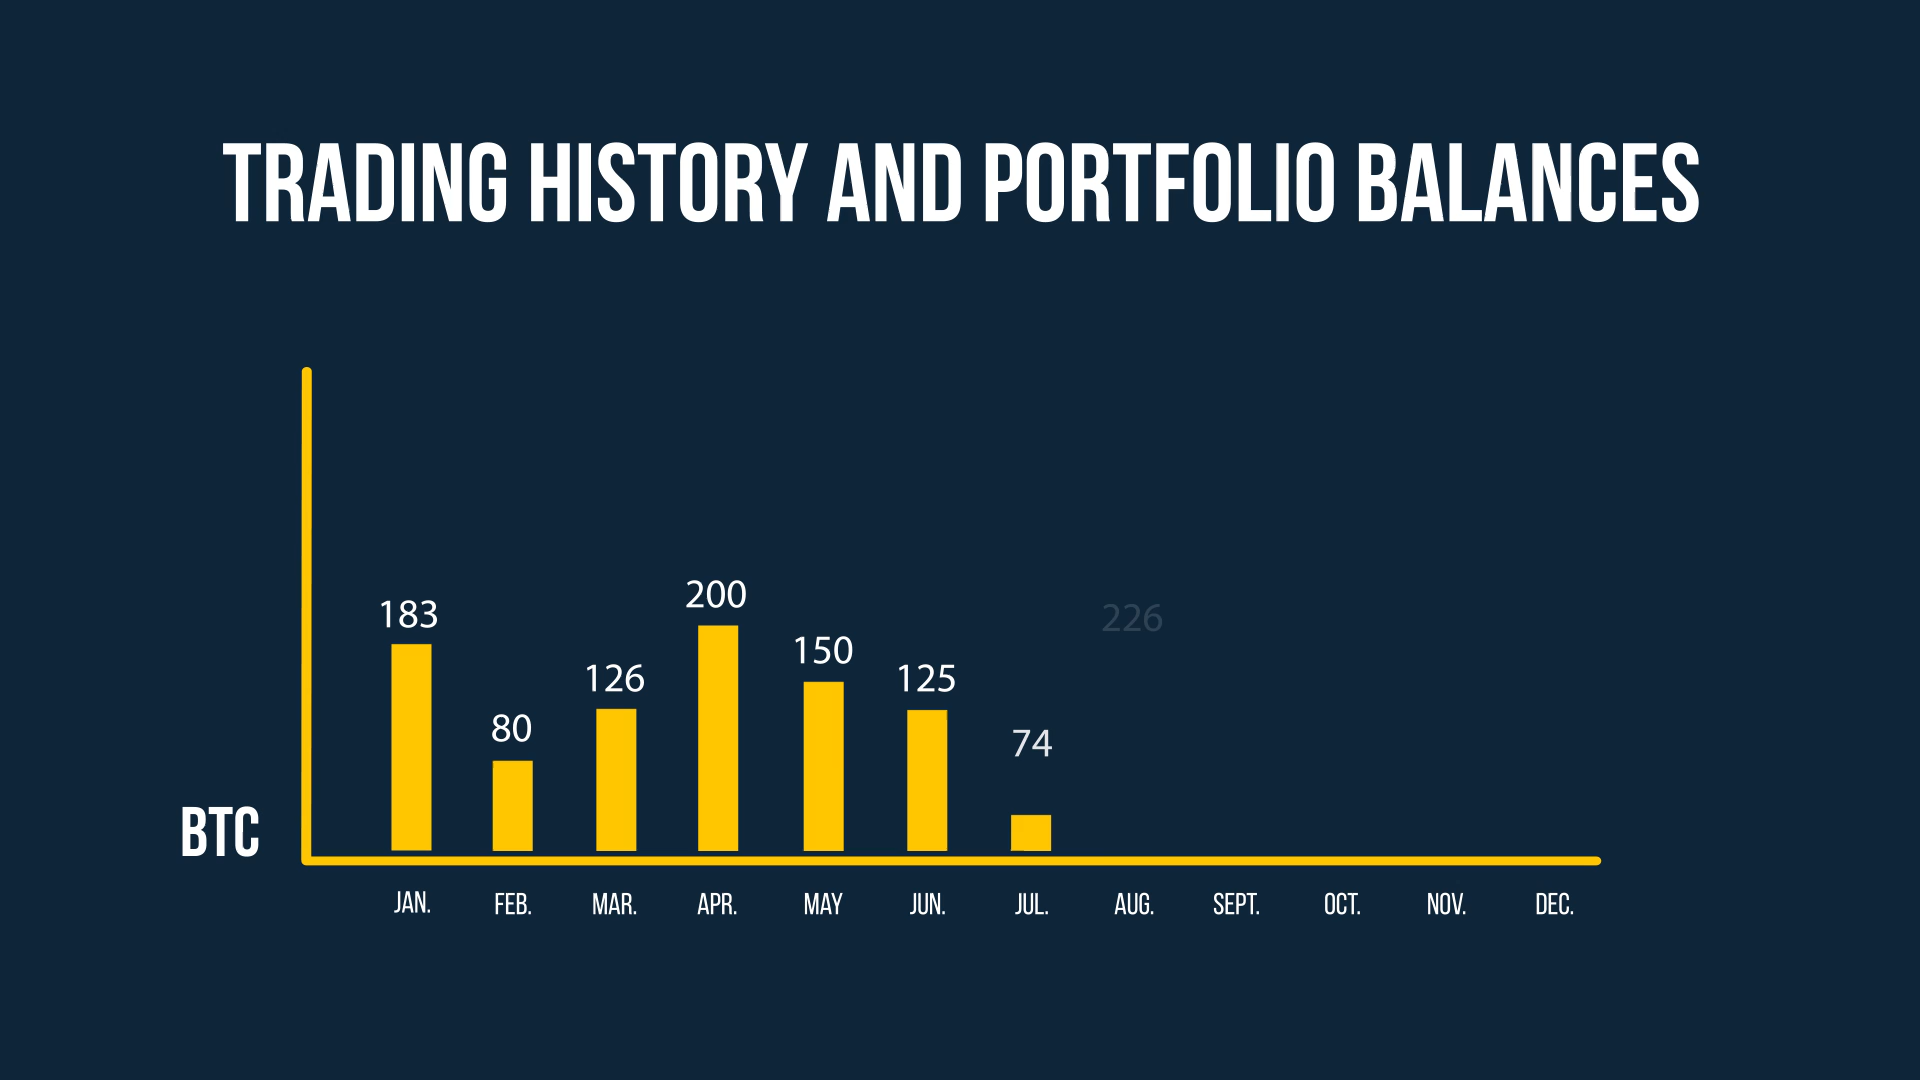 TRADING HISTORY AND PORTFOLIO BALANCES
183
80
126
200
150
125
74
226
BTC
JAN. FEB. MAR. APR. MAY JUN. JUL. AUG. SEPT. OCT. NOV. DEC.